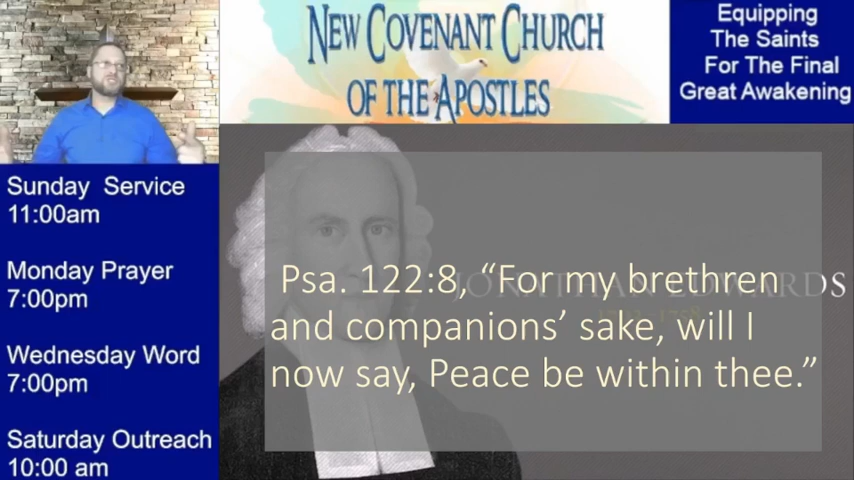 NEW COVENANT CHURCH
OF THE APOSTLES
Equipping
The Saints
For The Final
Great Awakening
Sunday Service
11:00am
Monday Prayer
7:00pm
Wednesday Word
7:00pm
Saturday Outreach
10:00 am
JONATHAN EDWARDS
Psa. 122:8, “For my brethren
and companions’ sake, will I
now say, Peace be within thee.”